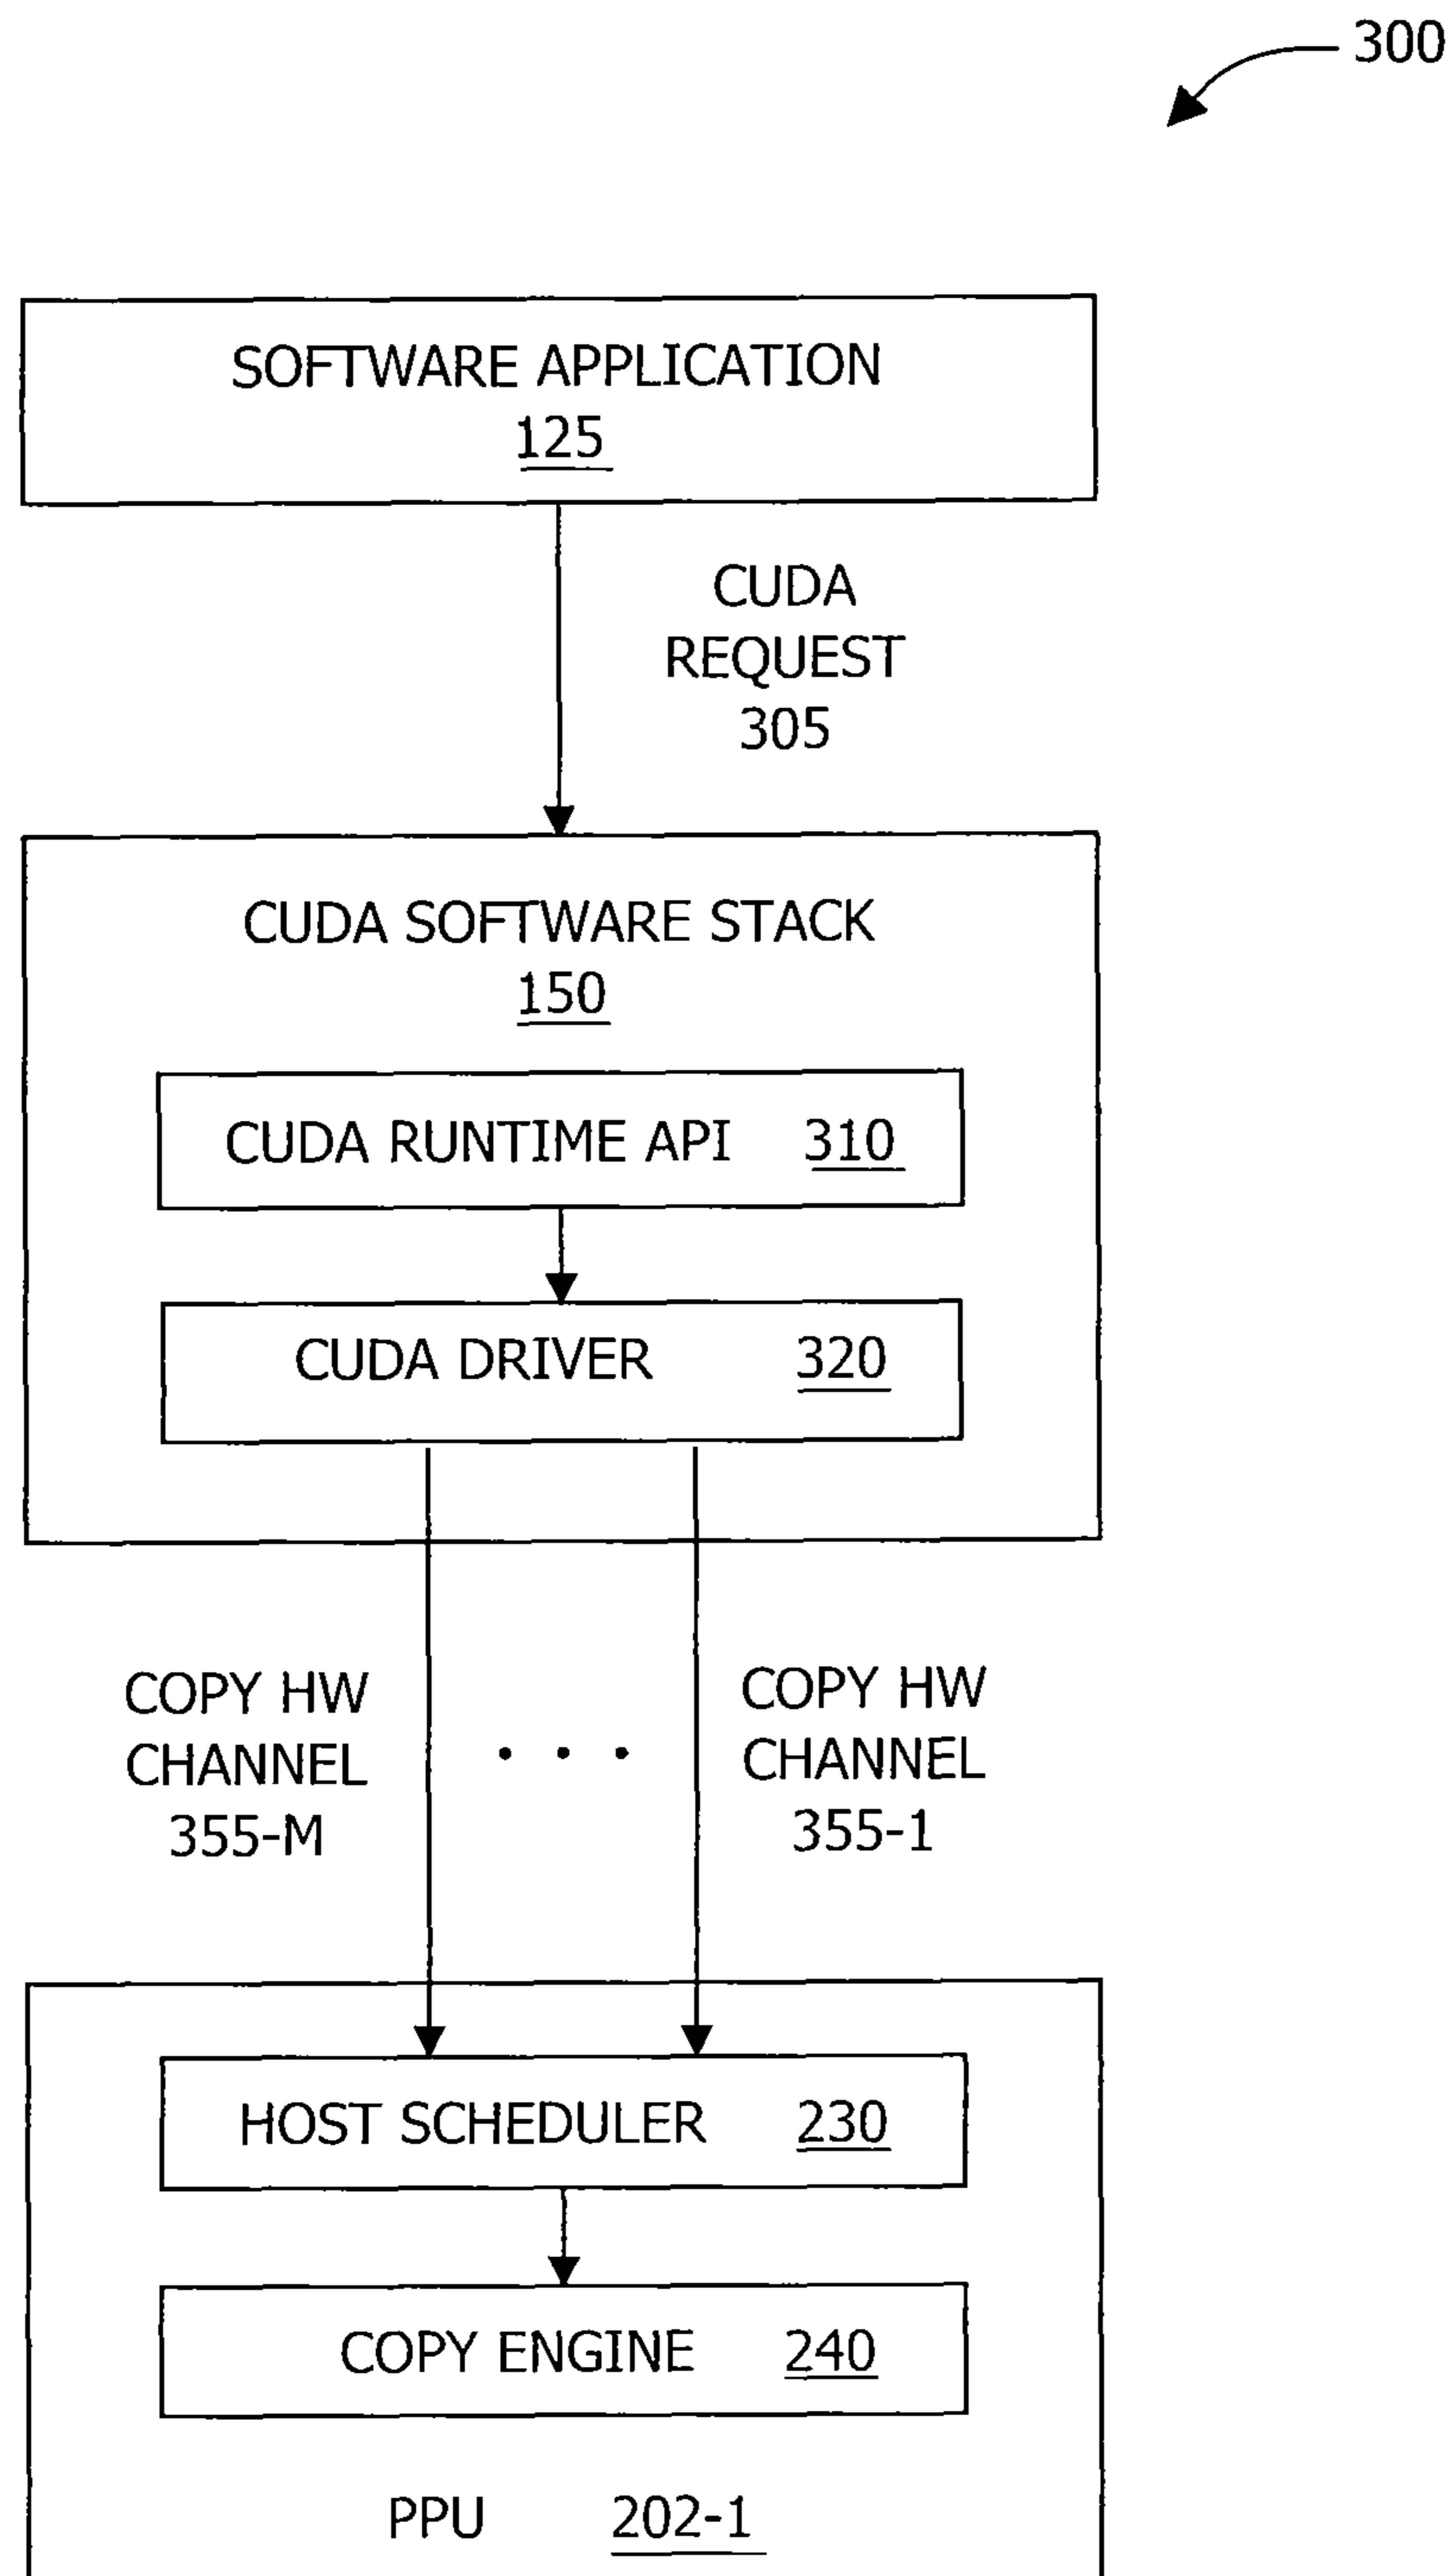 300
SOFTWARE APPLICATION
125
CUDA
REQUEST
305
CUDA SOFTWARE STACK
150
CUDA RUNTIME API 310
CUDA DRIVER 320
COPY HW
CHANNEL
355-M
. . .
COPY HW
CHANNEL
355-1
HOST SCHEDULER 230
COPY ENGINE 240
PPU 202-1